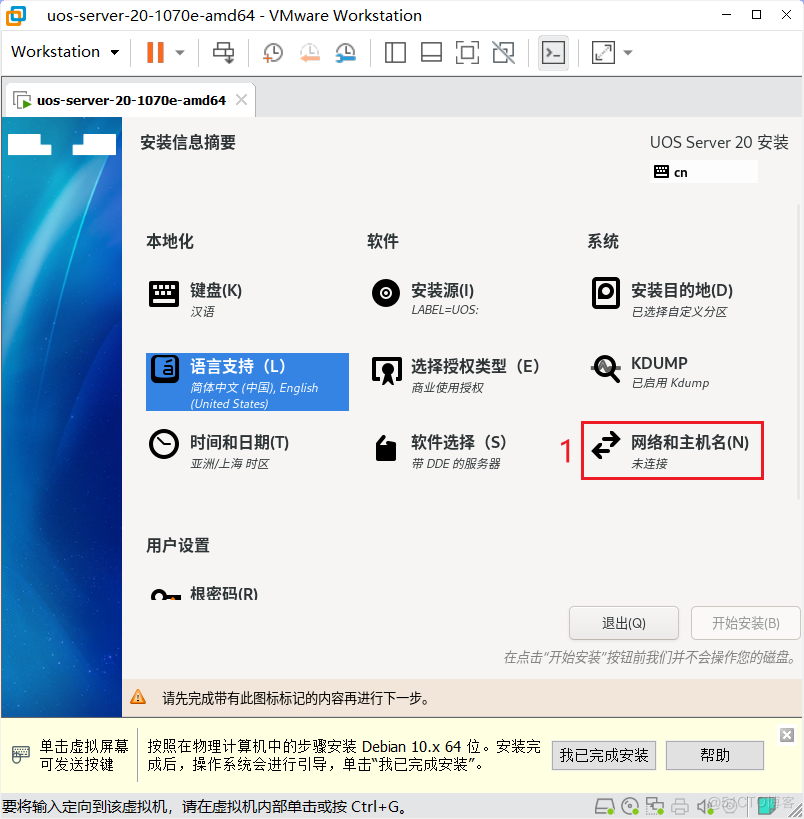 uos-server-20-1070e-amd64 - VMware Workstation
Workstation
uos-server-20-1070e-amd64
安装信息摘要
UOS Server 20 安装
cn
本地化
软件
系统
键盘(K)
汉语
安装源(I)
LABEL=UOS:
安装目的地(D)
已选择自定义分区
语言支持（L）
简体中文 (中国), English
(United States)
选择授权类型（E）
商业使用授权
KDUMP
已启用 Kdump
时间和日期(T)
亚洲/上海 时区
软件选择（S）
带 DDE 的服务器
1
网络和主机名(N)
未连接
用户设置
根密码(R)
退出(Q)
开始安装(B)
在点击“开始安装”按钮前我们并不会操作您的磁盘。
请先完成带有此图标标记的内容再进行下一步。
单击虚拟屏幕
可发送按键
按照在物理计算机中的步骤安装 Debian 10.x 64 位。安装完
成后，操作系统会进行引导，单击“我已完成安装”。
我已完成安装
帮助
要将输入定向到该虚拟机，请在虚拟机内部单击或按 Ctrl+G。
@51CTO博客